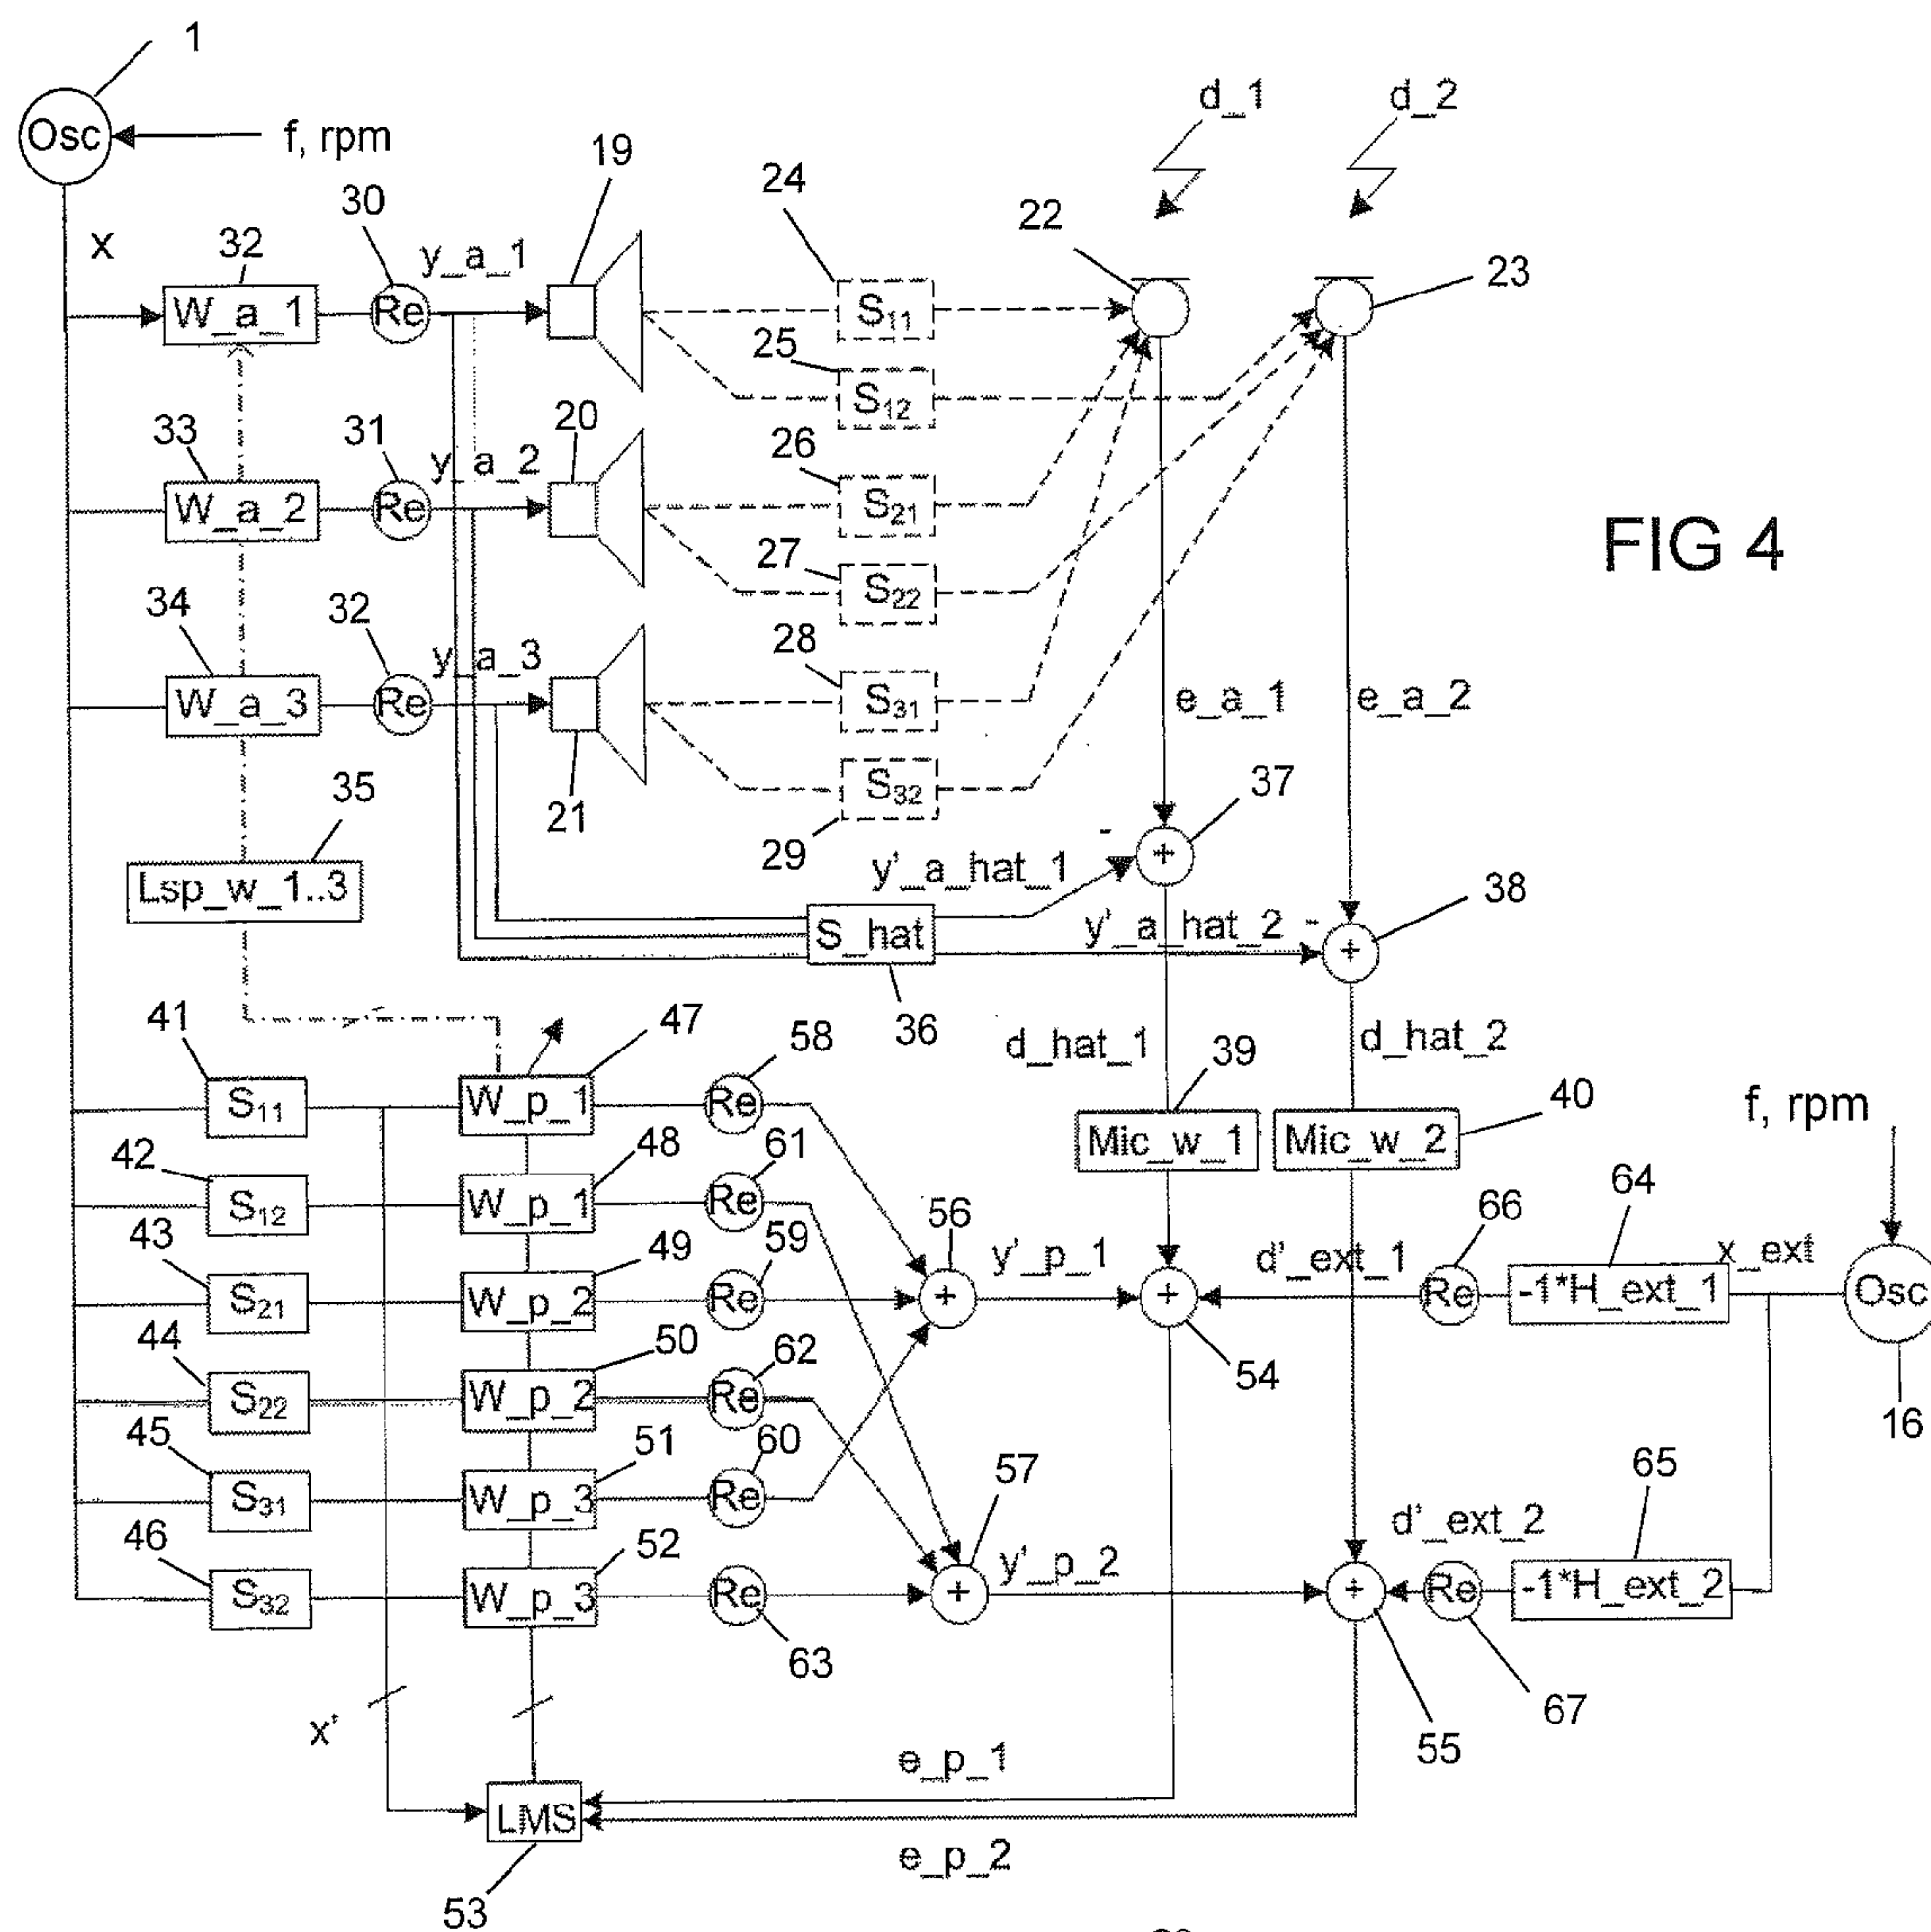 1
Osc
f, rpm
d_1
d_2
x
32
30
y_a_1
19
24
22
23
W_a_1
Re
S11
25
S12
33
31
y_a_2
20
26
W_a_2
Re
S21
27
S22
FIG 4
34
32
y_a_3
28
W_a_3
Re
S31
e_a_1
e_a_2
21
S32
29
35
37
-
+
Lsp_w_1..3
y'_a_hat_1
38
S_hat
y'_a_hat_2
-
+
36
41
47
58
d_hat_1
39
d_hat_2
40
f, rpm
S11
W_p_1
Re
Mic_w_1
Mic_w_2
42
48
61
S12
W_p_1
Re
56
66
64
43
49
59
y'_p_1
d'_ext_1
x_ext
S21
W_p_2
Re
+
+
Re
-1*H_ext_1
Osc
44
50
62
54
16
S22
W_p_2
Re
45
51
60
57
65
S31
W_p_3
Re
d'_ext_2
46
52
y'_p_2
S32
W_p_3
Re
+
+
Re
-1*H_ext_2
63
67
55
x'
e_p_1
LMS
e_p_2
53